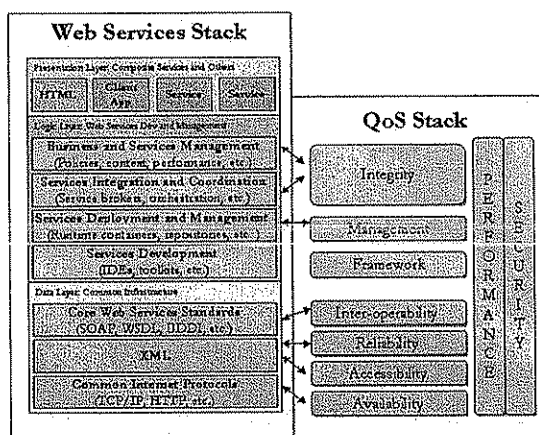 Web Services Stack
Presentation Layer: Composite Services and Others
HTML
Client
App
Service
Service
Logic Layer: Web Services Dev and Management
Business and Services Management
(Policies, content, performance, etc.)
Services Integration and Coordination
(Service brokers, orchestration, etc.)
Services Deployment and Management
(Runtime containers, repositories, etc.)
Services Development
(IDEs, toolkits, etc.)
Data Layer: Common Infrastructure
Core Web Services Standards
(SOAP, WSDL, UDDI, etc.)
XML
Common Internet Protocols
(TCP/IP, HTTP, etc.)
QoS Stack
Integrity
Management
Framework
Inter-operability
Reliability
Accessibility
Availability
PERFORMANCE
SECURITY